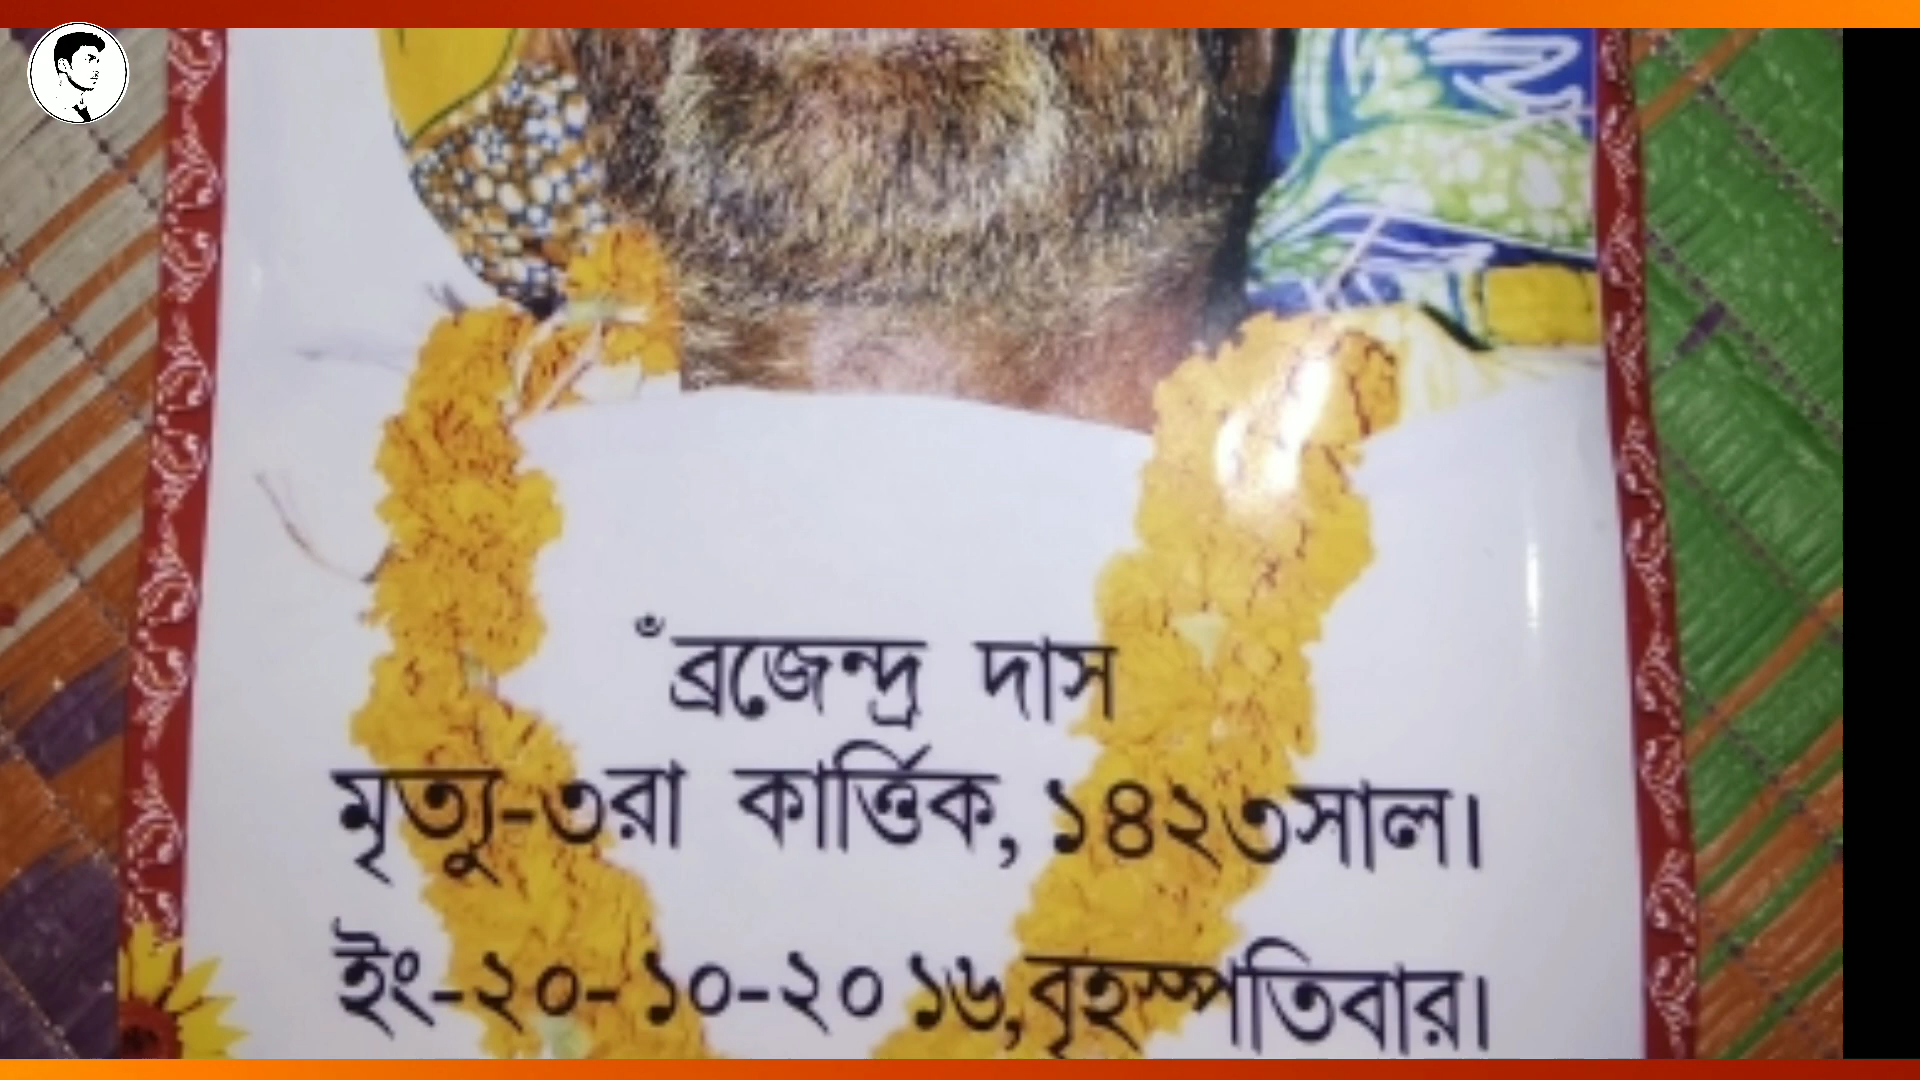 ঁব্রজেন্দ্র দাস
মৃত্যু-৩রা কার্ত্তিক, ১৪২৩সাল।
ইং-২০-১০-২০১৬,বৃহস্পতিবার।